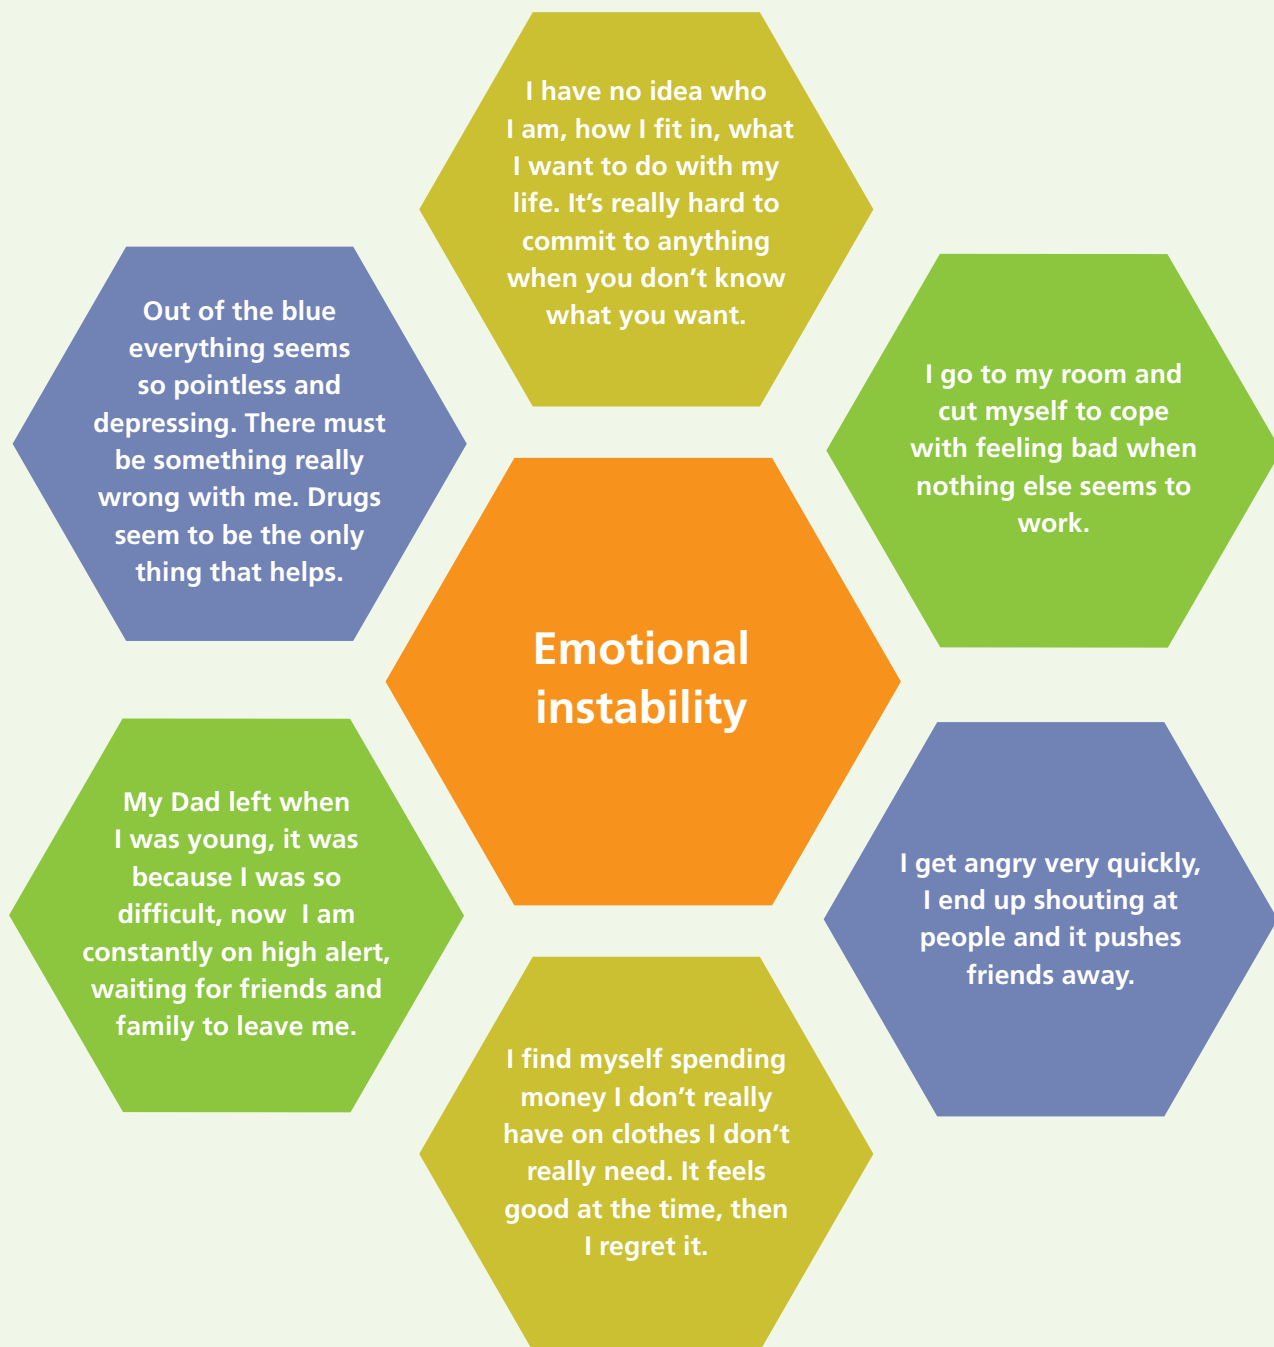 I have no idea who
I am, how I fit in, what
I want to do with my
life. It’s really hard to
commit to anything
when you don’t know
what you want.
Out of the blue
everything seems
so pointless and
depressing. There must
be something really
wrong with me. Drugs
seem to be the only
thing that helps.
I go to my room and
cut myself to cope
with feeling bad when
nothing else seems to
work.
Emotional
instability
My Dad left when
I was young, it was
because I was so
difficult, now  I am
constantly on high alert,
waiting for friends and
family to leave me.
I get angry very quickly,
I end up shouting at
people and it pushes
friends away.
I find myself spending
money I don’t really
have on clothes I don’t
really need. It feels
good at the time, then
I regret it.